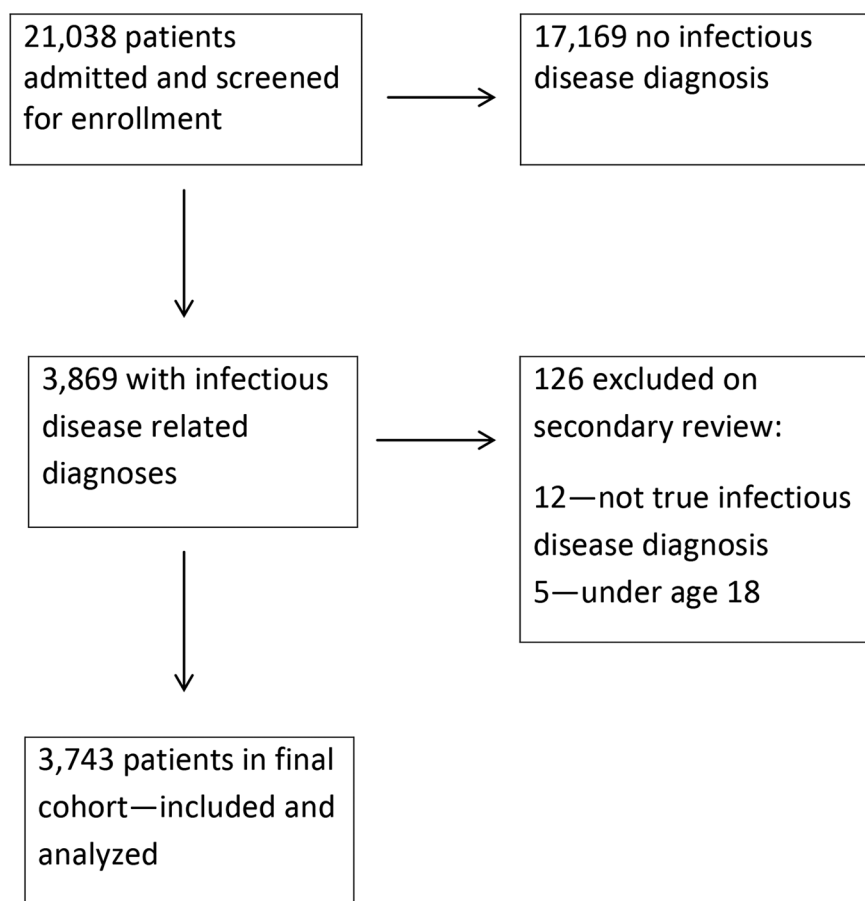 21,038 patients
admitted and screened
for enrollment
17,169 no infectious
disease diagnosis
3,869 with infectious
disease related
diagnoses
126 excluded on
secondary review:
12—not true infectious
disease diagnosis
5—under age 18
3,743 patients in final
cohort—included and
analyzed